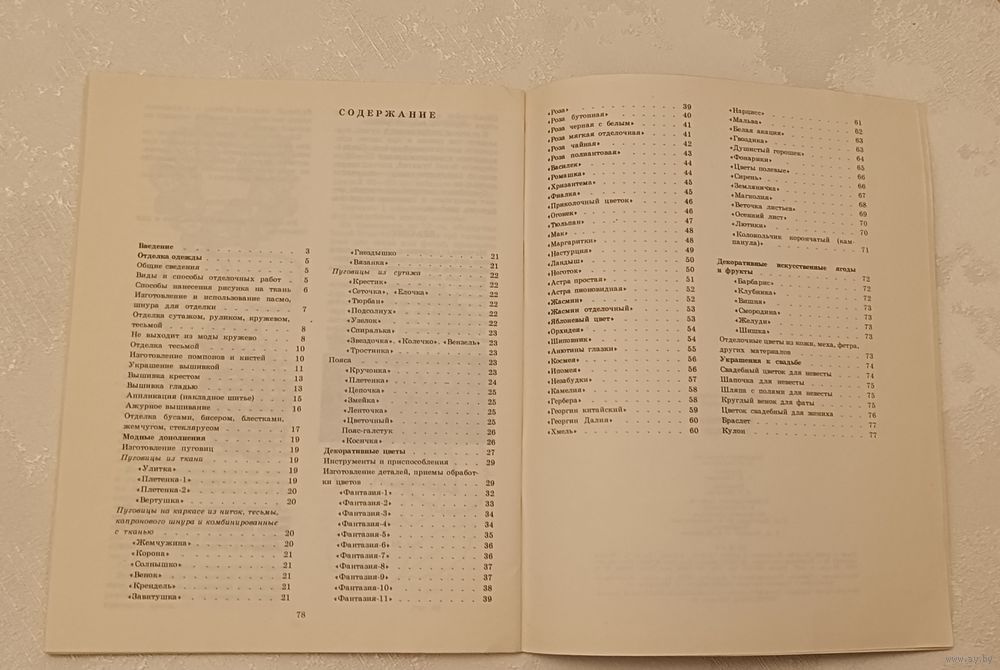 СОДЕРЖАНИЕ
Введение . . . . . . . . . . 3
Отделка одежды . . . . . . . . 5
Общие сведения . . . . . . . . 5
Виды и способы отделочных работ . . 5
Способы нанесения рисунка на ткань 6
Изготовление и использование пасмо,
шнура для отделки . . . . . . . 7
Отделка сутажом, руликом, кружевом,
тесьмой . . . . . . . . . . 8
Не выходит из моды кружево . . . . 8
Отделка тесьмой . . . . . . . . 10
Изготовление помпонов и кистей . . . 10
Украшение вышивкой . . . . . . . 11
Вышивка крестом . . . . . . . . 13
Вышивка гладью . . . . . . . . 13
Аппликация (накладное шитье) . . . . 15
Ажурное вышивание . . . . . . . 16
Отделка бусами, бисером, блестками,
жемчугом, стеклярусом . . . . . . 17
Модные дополнения . . . . . . . 19
Изготовление пуговиц . . . . . . . 19
Пуговицы из ткани . . . . . . . 19
«Улитка» . . . . . . . . . 19
«Плетенка-1» . . . . . . . . 19
«Плетенка-2» . . . . . . . . 20
«Вертушка» . . . . . . . . 20
Пуговицы на каркасе из ниток, тесьмы,
капронового шнура и комбинированные
с тканью . . . . . . . . . . 20
«Жемчужина» . . . . . . . . 20
«Корона» . . . . . . . . . 21
«Солнышко» . . . . . . . . 21
«Венок» . . . . . . . . . 21
«Крендель» . . . . . . . . 21
«Завитушка» . . . . . . . . 21
«Гнездышко . . . . . . . . 21
«Вязанка» . . . . . . . . . 21
Пуговицы из сутажа . . . . . . . 22
«Крестик» . . . . . . . . . 22
«Сеточка», «Елочка» . . . . . . 22
«Тюрбан» . . . . . . . . . 22
«Подсолнух» . . . . . . . . 22
«Узелок» . . . . . . . . . 22
«Спиралька» . . . . . . . . 23
«Звездочка», «Колечко», «Вензель» 23
«Тростинка» . . . . . . . . 23
Пояса . . . . . . . . . . . 23
«Кручонка» . . . . . . . . 23
«Плетенка» . . . . . . . . 24
«Цепочка» . . . . . . . . . 25
«Змейка» . . . . . . . . . 25
«Ленточка» . . . . . . . . 25
«Цветочный» . . . . . . . . 25
Пояс-галстук . . . . . . . . 26
«Косичка» . . . . . . . . . 26
Декоративные цветы . . . . . . . 27
Инструменты и приспособления . . . . 29
Изготовление деталей, приемы обработ-
ки цветов . . . . . . . . . . 29
«Фантазия-1» . . . . . . . . 32
«Фантазия-2» . . . . . . . . 33
«Фантазия-3» . . . . . . . . 34
«Фантазия-4» . . . . . . . . 34
«Фантазия-5» . . . . . . . . 35
«Фантазия-6» . . . . . . . . 36
«Фантазия-7» . . . . . . . . 36
«Фантазия-8» . . . . . . . . 37
«Фантазия-9» . . . . . . . . 37
«Фантазия-10» . . . . . . . . 38
«Фантазия-11» . . . . . . . . 39
78
«Роза» . . . . . . . . . . 39
«Роза бутонная» . . . . . . . 40
«Роза черная с белым» . . . . . 41
«Роза мягкая отделочная» . . . . 41
«Роза чайная» . . . . . . . . 42
«Роза полиантовая» . . . . . . 43
«Василек» . . . . . . . . . 44
«Ромашка» . . . . . . . . . 44
«Хризантема» . . . . . . . . 45
«Фиалка» . . . . . . . . . 45
«Приколочный цветок» . . . . . 46
«Огонек» . . . . . . . . . 46
«Тюльпан» . . . . . . . . . 47
«Мак» . . . . . . . . . . 48
«Маргаритки» . . . . . . . . 48
«Настурция» . . . . . . . . 49
«Ландыш» . . . . . . . . . 50
«Ноготок» . . . . . . . . . 50
«Астра простая» . . . . . . . 51
«Астра пионовидная» . . . . . . 52
«Жасмин» . . . . . . . . . 52
«Жасмин отделочный» . . . . . 53
«Яблоневый цвет» . . . . . . . 53
«Орхидея» . . . . . . . . . 54
«Шиповник» . . . . . . . . 54
«Анютины глазки» . . . . . . . 55
«Космея» . . . . . . . . . 56
«Ипомея» . . . . . . . . . 56
«Незабудки» . . . . . . . . 57
«Камелия» . . . . . . . . . 58
«Гербера» . . . . . . . . . 58
«Георгин китайский» . . . . . . 59
«Георгин Далия» . . . . . . . 60
«Хмель» . . . . . . . . . . 60
«Нарцисс» . . . . . . . . . 61
«Мальва» . . . . . . . . . 62
«Белая акация» . . . . . . . 63
«Гвоздика» . . . . . . . . . 63
«Душистый горошек» . . . . . . 64
«Фонарики» . . . . . . . . 65
«Цветы полевые» . . . . . . . 66
«Сирень» . . . . . . . . . 66
«Земляничка» . . . . . . . . 67
«Магнолия» . . . . . . . . 68
«Веточка листьев» . . . . . . 69
«Осенний лист» . . . . . . . 70
«Лютики» . . . . . . . . . 70
«Колокольчик корончатый (кам-
панула)» . . . . . . . . . 71
Декоративные искусственные ягоды
и фрукты . . . . . . . . . . 72
«Барбарис» . . . . . . . . 72
«Клубника» . . . . . . . . 72
«Вишня» . . . . . . . . . 73
«Смородина» . . . . . . . . 73
«Желуди» . . . . . . . . . 73
«Шишка» . . . . . . . . . 73
Отделочные цветы из кожи, меха, фетра,
других материалов . . . . . . . 73
Украшения к свадьбе . . . . . . . 74
Свадебный цветок для невесты . . . . 74
Шапочка для невесты . . . . . . . 75
Шляпа с полями для невесты . . . . 75
Круглый венок для фаты . . . . . . 75
Цветок свадебный для жениха . . . . 76
Браслет . . . . . . . . . . 77
Кулон . . . . . . . . . . . 77
www.ay.by